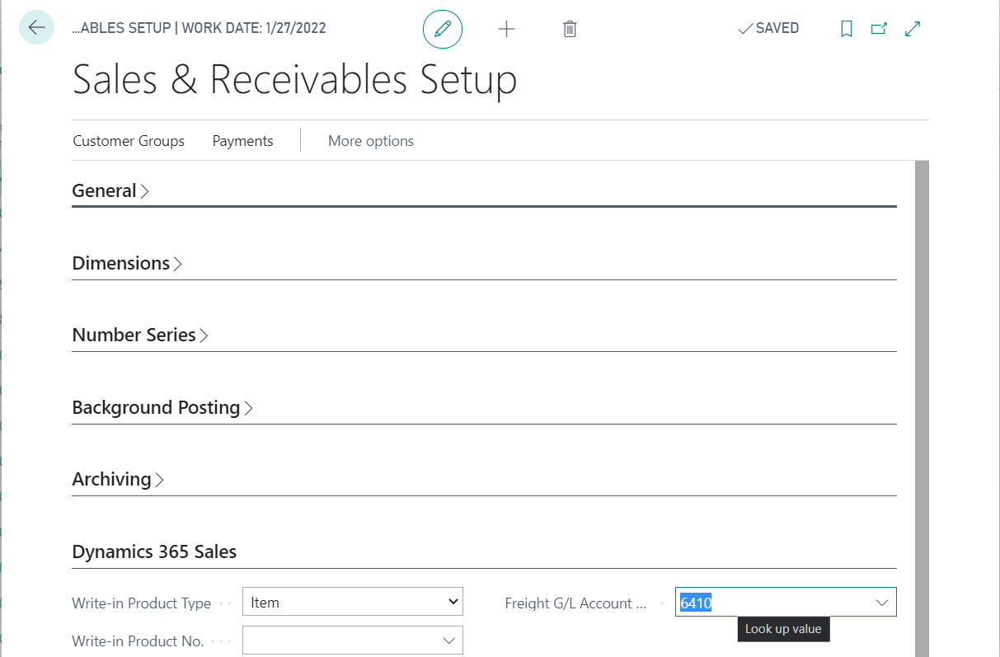 ...ABLES SETUP | WORK DATE: 1/27/2022
SAVED
Sales & Receivables Setup
Customer Groups Payments More options
General
Dimensions
Number Series
Background Posting
Archiving
Dynamics 365 Sales
Write-in Product Type Item Freight G/L Account ... 6410
Look up value
Write-in Product No.